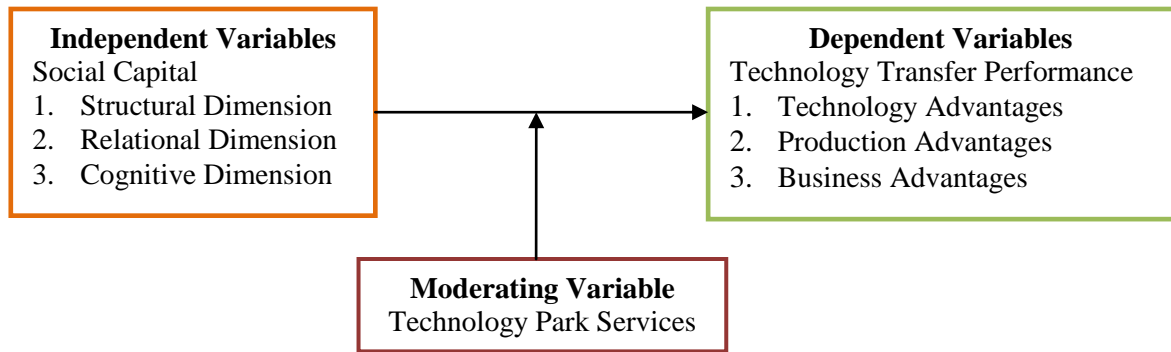 Independent Variables
Social Capital
1. Structural Dimension
2. Relational Dimension
3. Cognitive Dimension
Dependent Variables
Technology Transfer Performance
1. Technology Advantages
2. Production Advantages
3. Business Advantages
Moderating Variable
Technology Park Services